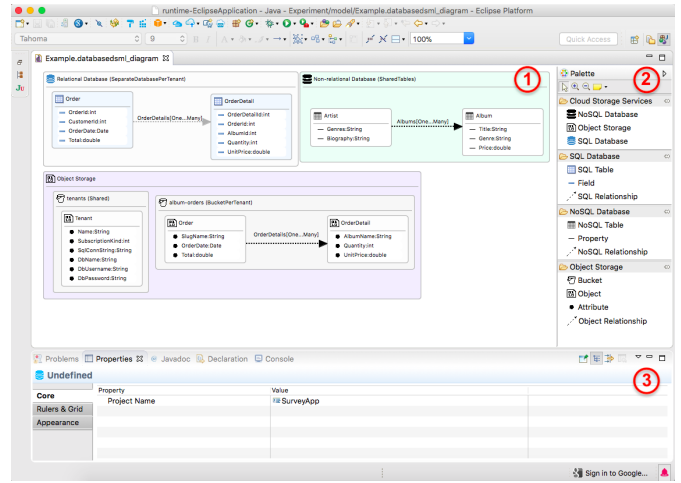 runtime-EclipseApplication - Java - Experiment/model/Example.databasedsml_diagram - Eclipse Platform
Tahoma 9 B I A 100% Quick Access
Example.databasedsml_diagram
Relational Database (SeparateDatabasePerTenant)
Order
OrderId:int
CustomerId:int
OrderDate:Date
Total:double
OrderDetails[One...Many]
OrderDetail
OrderDetailId:int
OrderId:int
AlbumId:int
Quantity:int
UnitPrice:double
Non-relational Database (SharedTables)
1
Artist
Genres:String
Biography:String
Albums[One...Many]
Album
Title:String
Genre:String
Price:double
Object Storage
tenants (Shared)
Tenant
Name:String
SubscriptionKind:int
SqlConnString:String
DbName:String
DbUsername:String
DbPassword:String
album-orders (BucketPerTenant)
Order
SlugName:String
OrderDate:Date
Total:double
OrderDetails[One...Many]
OrderDetail
AlbumName:String
Quantity:int
UnitPrice:double
Palette
2
Cloud Storage Services
NoSQL Database
Object Storage
SQL Database
SQL Database
SQL Table
Field
SQL Relationship
NoSQL Database
NoSQL Table
Property
NoSQL Relationship
Object Storage
Bucket
Object
Attribute
Object Relationship
Problems Properties Javadoc Declaration Console
Undefined
3
Core
Rulers & Grid
Appearance
Property Value
Project Name SurveyApp
Sign in to Google...